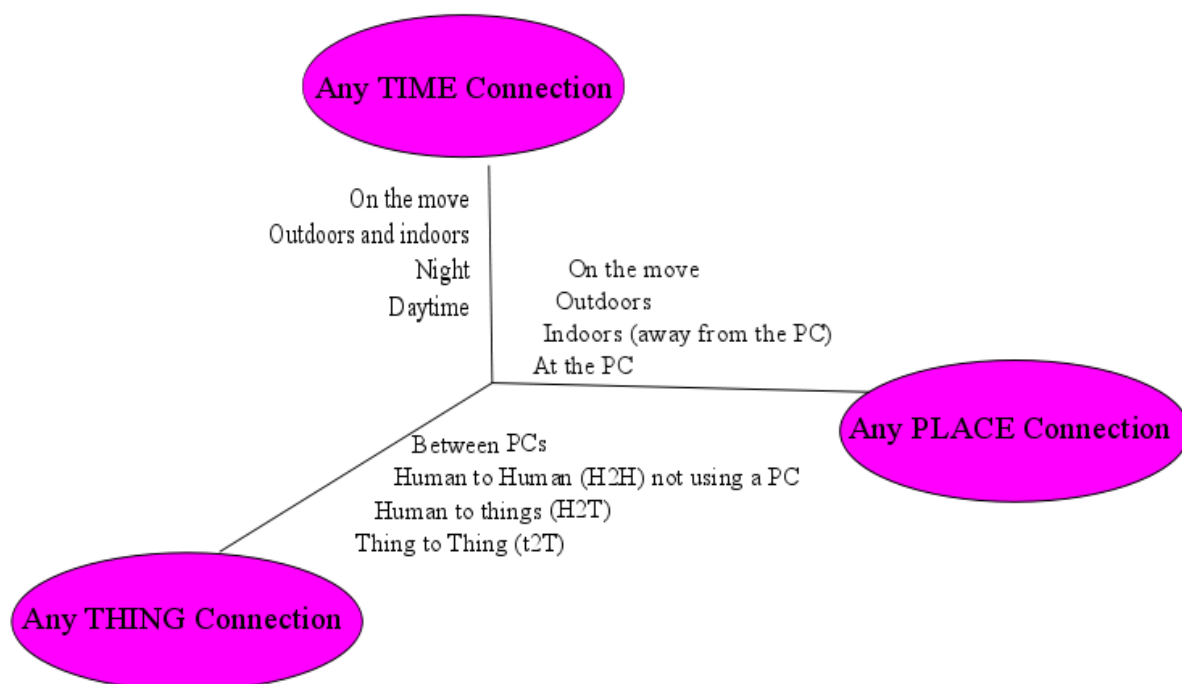 Any TIME Connection
On the move
Outdoors and indoors
Night
Daytime
On the move
Outdoors
Indoors (away from the PC)
At the PC
Any PLACE Connection
Between PCs
Human to Human (H2H) not using a PC
Human to things (H2T)
Thing to Thing (t2T)
Any THING Connection